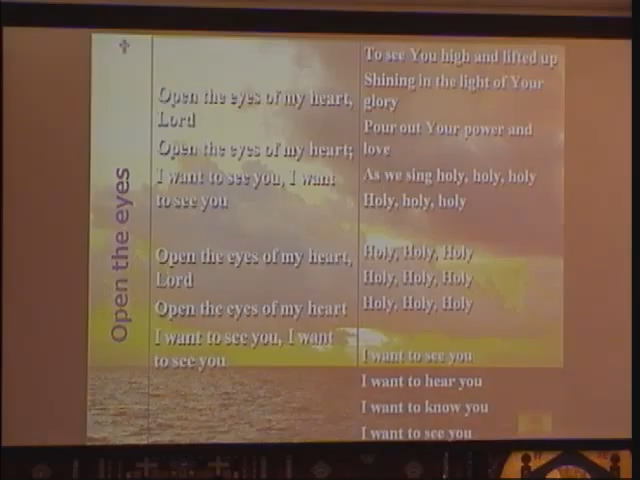 Open the eyes
Open the eyes of my heart,
Lord
Open the eyes of my heart;
I want to see you, I want
to see you
Open the eyes of my heart,
Lord
Open the eyes of my heart
I want to see you, I want
to see you
To see You high and lifted up
Shining in the light of Your
glory
Pour out Your power and
love
As we sing holy, holy, holy
Holy, holy, holy
Holy, Holy, Holy
Holy, Holy, Holy
Holy, Holy, Holy
I want to see you
I want to hear you
I want to know you
I want to see you